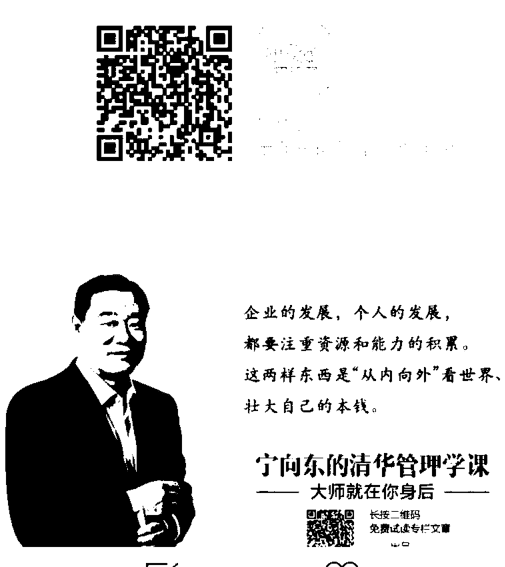 企业的发展，个人的发展，
都要注重资源和能力的积累。
这两样东西是“从内向外”看世界、
壮大自己的本钱。
宁向东的清华管理学课
大师就在你身后
长按二维码
免费试读专栏文章